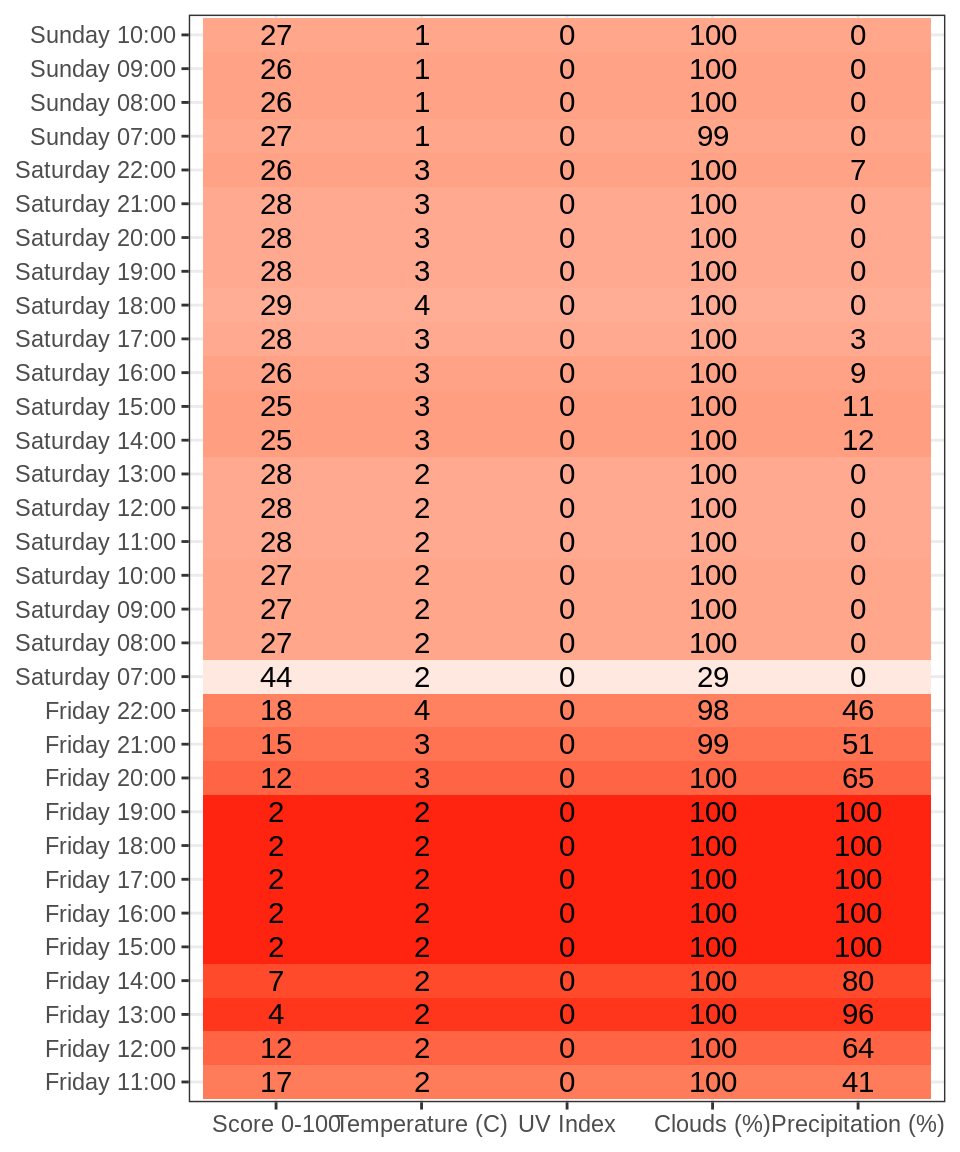 Sunday 10:00 27 1 0 100 0
Sunday 09:00 26 1 0 100 0
Sunday 08:00 26 1 0 100 0
Sunday 07:00 27 1 0 99 0
Saturday 22:00 26 3 0 100 7
Saturday 21:00 28 3 0 100 0
Saturday 20:00 28 3 0 100 0
Saturday 19:00 28 3 0 100 0
Saturday 18:00 29 4 0 100 0
Saturday 17:00 28 3 0 100 3
Saturday 16:00 26 3 0 100 9
Saturday 15:00 25 3 0 100 11
Saturday 14:00 25 3 0 100 12
Saturday 13:00 28 2 0 100 0
Saturday 12:00 28 2 0 100 0
Saturday 11:00 28 2 0 100 0
Saturday 10:00 27 2 0 100 0
Saturday 09:00 27 2 0 100 0
Saturday 08:00 27 2 0 100 0
Saturday 07:00 44 2 0 29 0
Friday 22:00 18 4 0 98 46
Friday 21:00 15 3 0 99 51
Friday 20:00 12 3 0 100 65
Friday 19:00 2 2 0 100 100
Friday 18:00 2 2 0 100 100
Friday 17:00 2 2 0 100 100
Friday 16:00 2 2 0 100 100
Friday 15:00 2 2 0 100 100
Friday 14:00 7 2 0 100 80
Friday 13:00 4 2 0 100 96
Friday 12:00 12 2 0 100 64
Friday 11:00 17 2 0 100 41
Score 0-100 Temperature (C) UV Index Clouds (%) Precipitation (%)